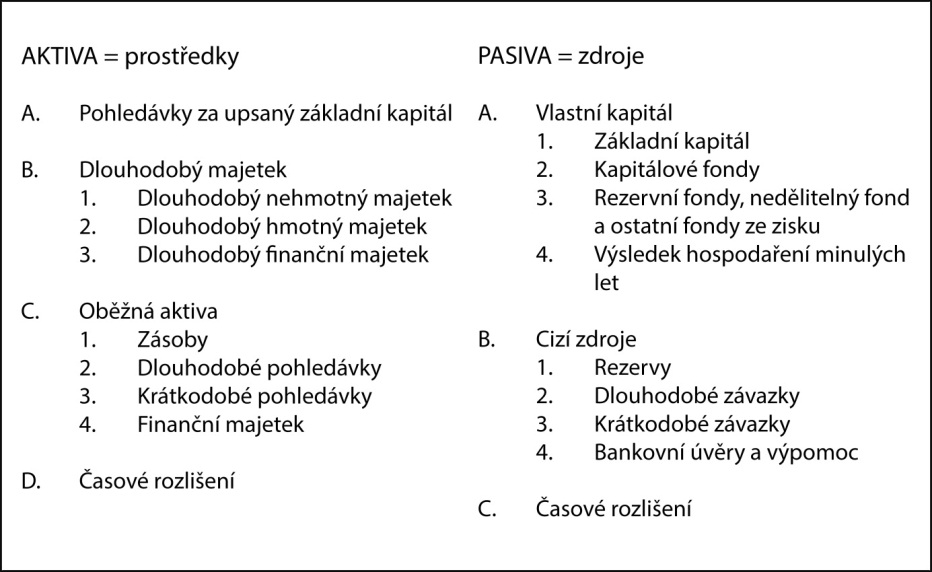 AKTIVA = prostředky
A. Pohledávky za upsaný základní kapitál
B. Dlouhodobý majetek
1. Dlouhodobý nehmotný majetek
2. Dlouhodobý hmotný majetek
3. Dlouhodobý finanční majetek
C. Oběžná aktiva
1. Zásoby
2. Dlouhodobé pohledávky
3. Krátkodobé pohledávky
4. Finanční majetek
D. Časové rozlišení
PASIVA = zdroje
A. Vlastní kapitál
1. Základní kapitál
2. Kapitálové fondy
3. Rezervní fondy, nedělitelný fond
a ostatní fondy ze zisku
4. Výsledek hospodaření minulých
let
B. Cizí zdroje
1. Rezervy
2. Dlouhodobé závazky
3. Krátkodobé závazky
4. Bankovní úvěry a výpomoc
C. Časové rozlišení